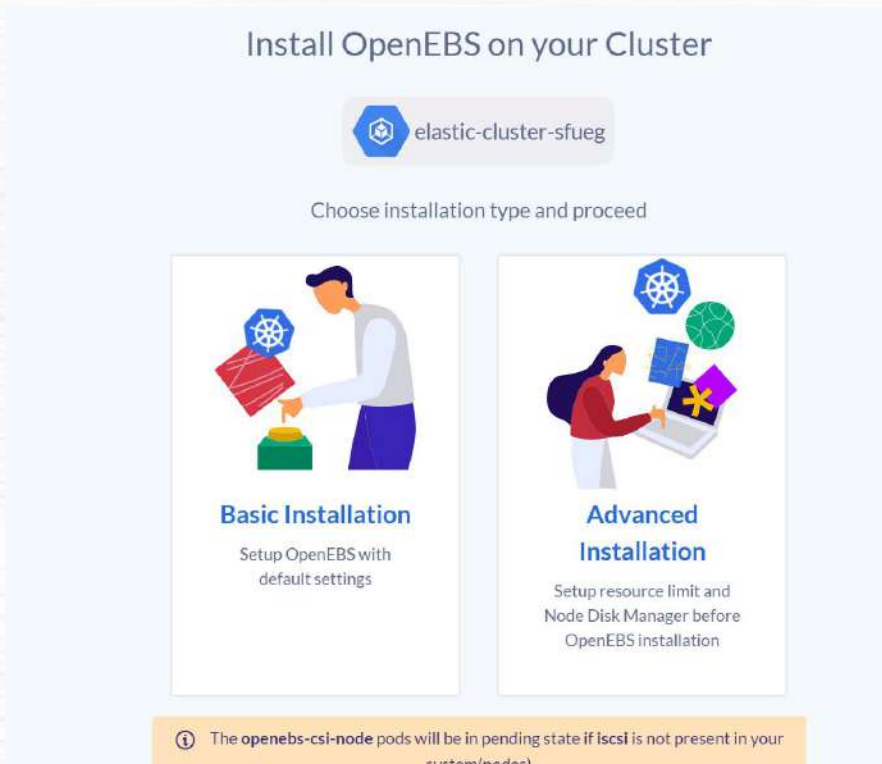 Install OpenEBS on your Cluster
elastic-cluster-sfueg
Choose installation type and proceed
Basic Installation
Setup OpenEBS with
default settings
Advanced
Installation
Setup resource limit and
Node Disk Manager before
OpenEBS installation
The openebs-csi-node pods will be in pending state if iscsi is not present in your